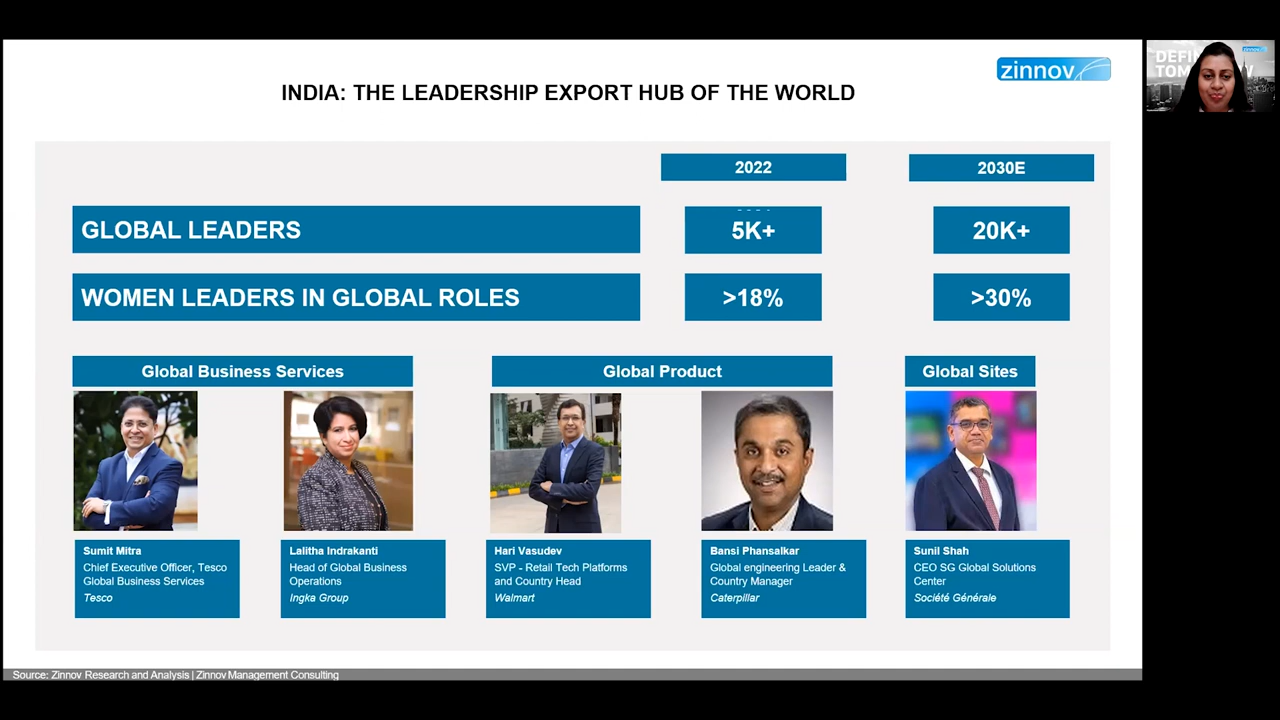 zinnov
INDIA: THE LEADERSHIP EXPORT HUB OF THE WORLD
2022
2030E
GLOBAL LEADERS
5K+
20K+
WOMEN LEADERS IN GLOBAL ROLES
>18%
>30%
Global Business Services
Global Product
Global Sites
Sumit Mitra
Chief Executive Officer, Tesco
Global Business Services
Tesco
Lalitha Indrakanti
Head of Global Business
Operations
Ingka Group
Hari Vasudev
SVP - Retail Tech Platforms
and Country Head
Walmart
Bansi Phansalkar
Global engineering Leader &
Country Manager
Caterpillar
Sunil Shah
CEO SG Global Solutions
Center
Société Générale
Source: Zinnov Research and Analysis | Zinnov Management Consulting